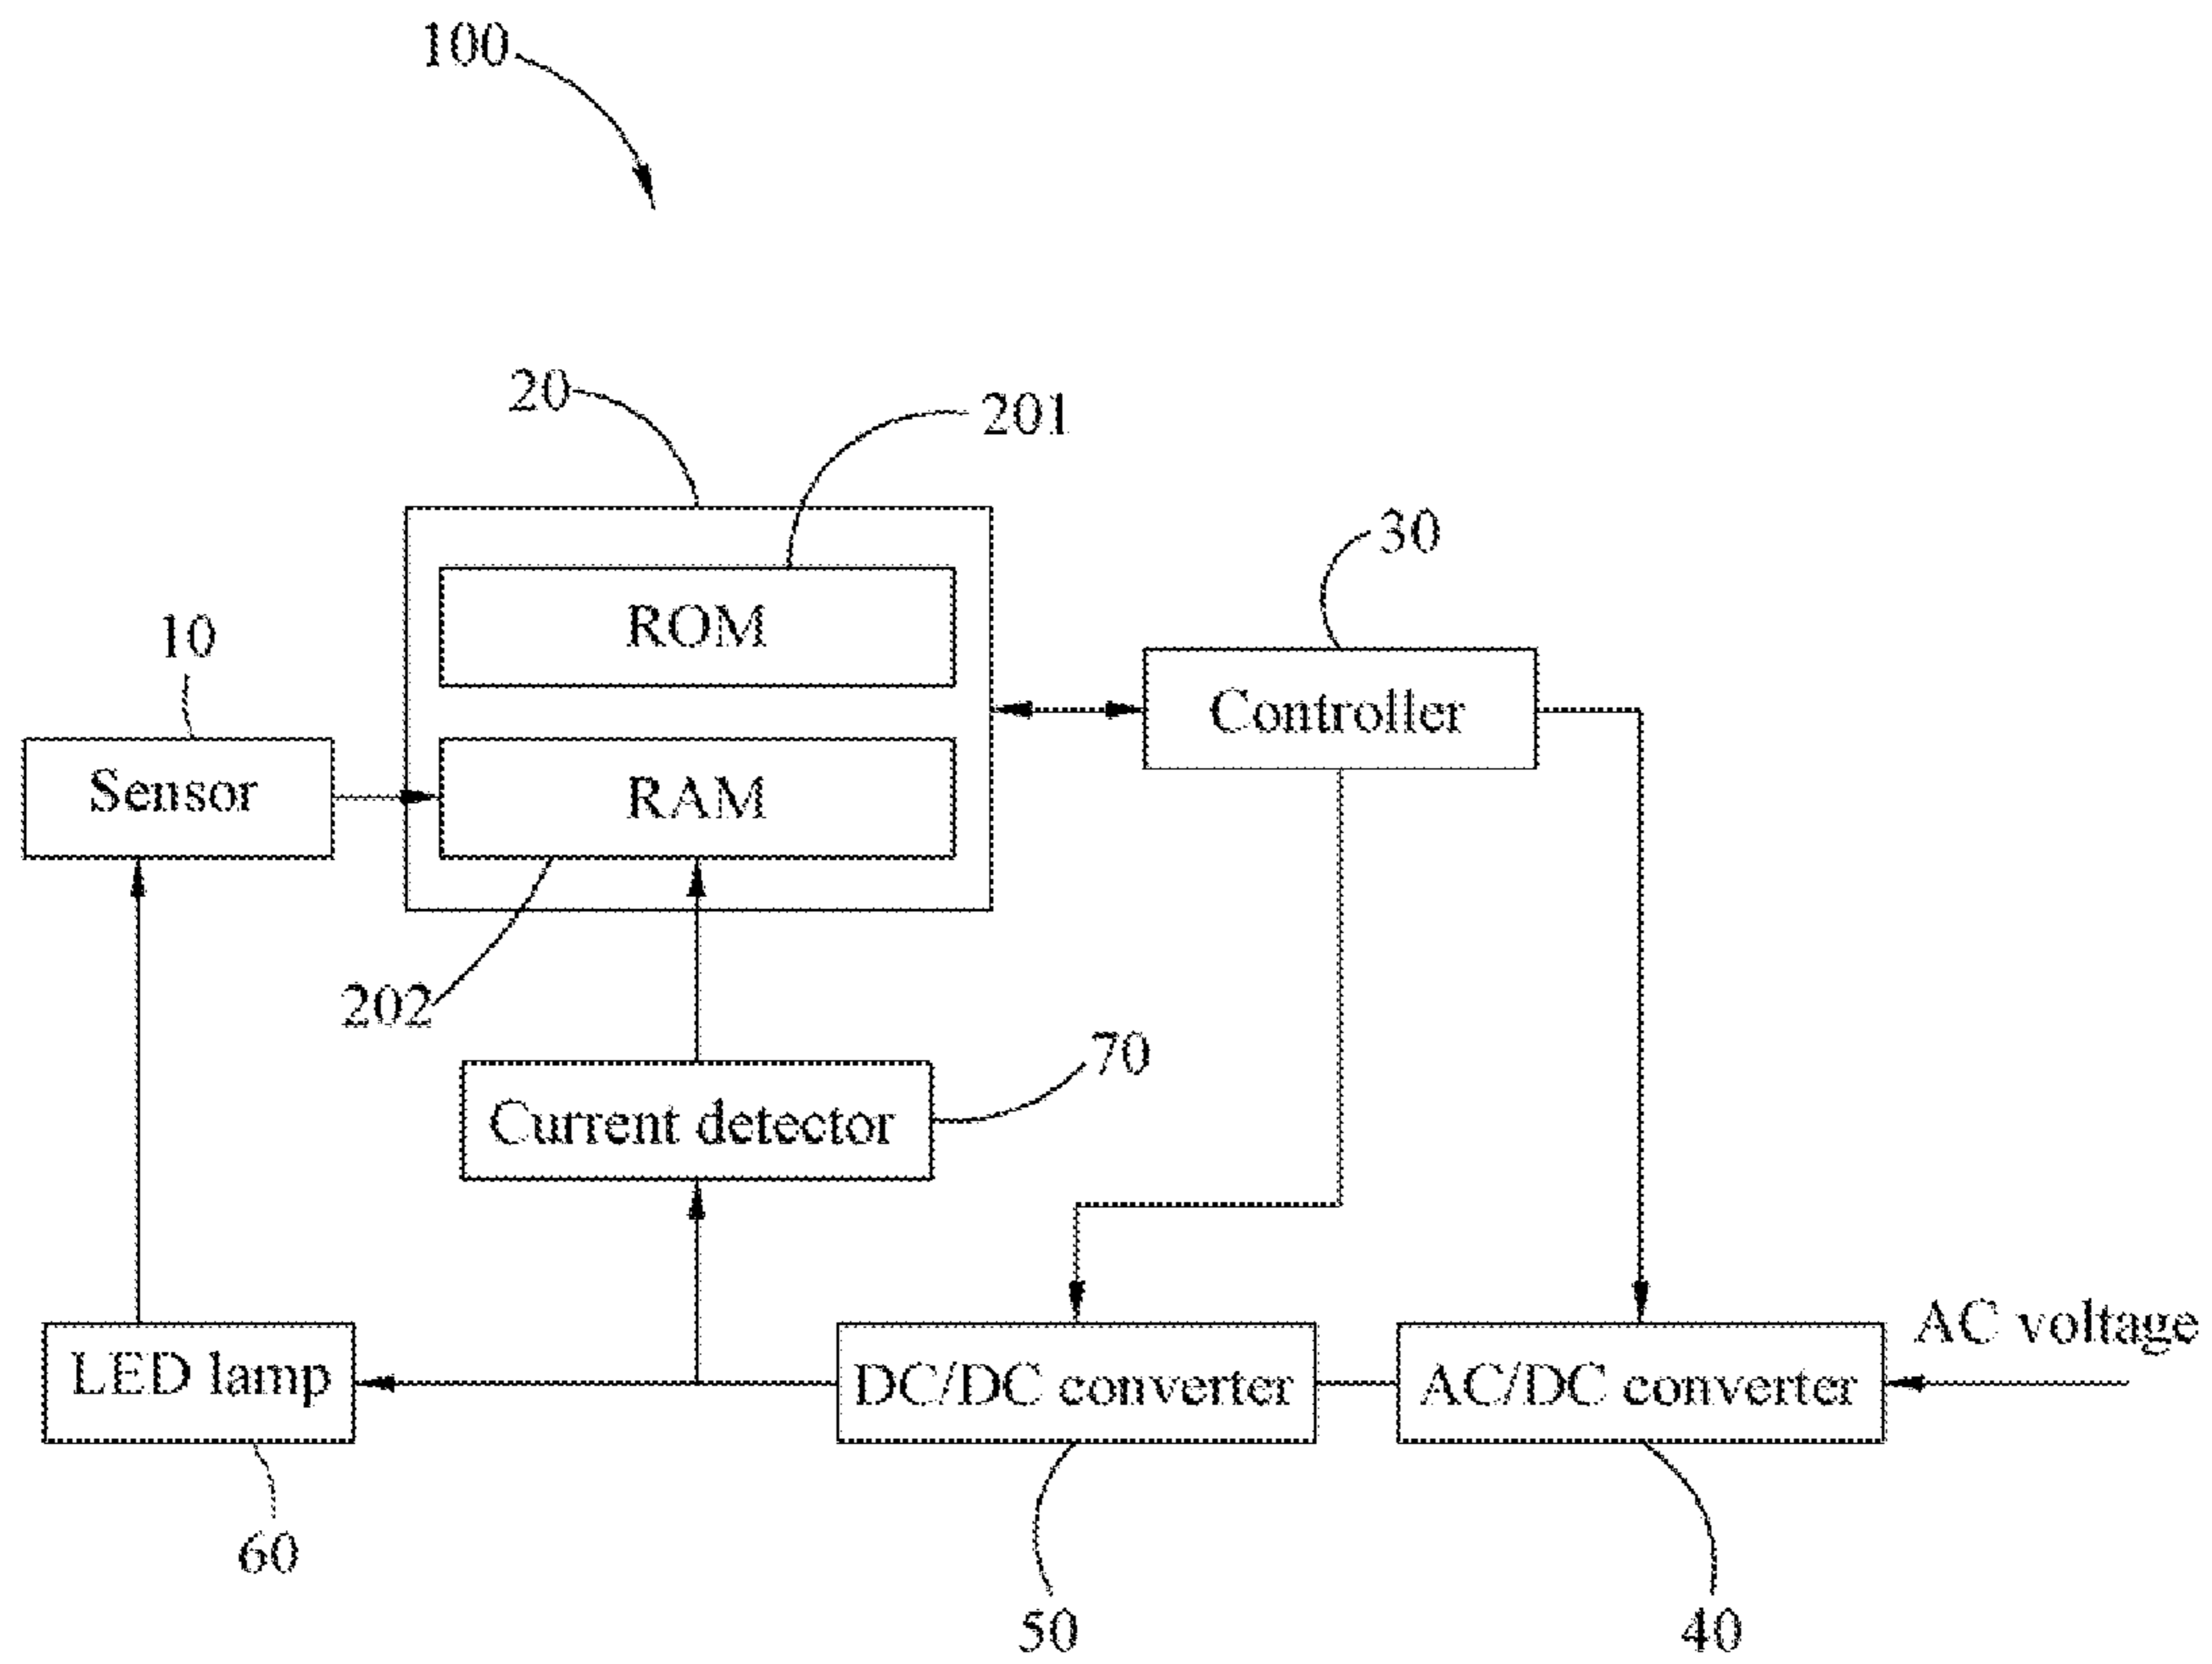 100
20
201
30
ROM
10
Controller
Sensor
RAM
202
70
Current detector
AC voltage
LED lamp
DC/DC converter
AC/DC converter
60
50
40